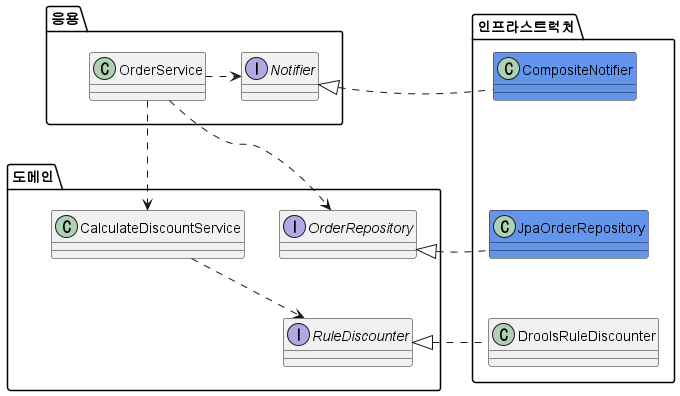 응용
인프라스트럭쳐
C OrderService
I Notifier
C CompositeNotifier
도메인
C CalculateDiscountService
I OrderRepository
C JpaOrderRepository
I RuleDiscounter
C DroolsRuleDiscounter